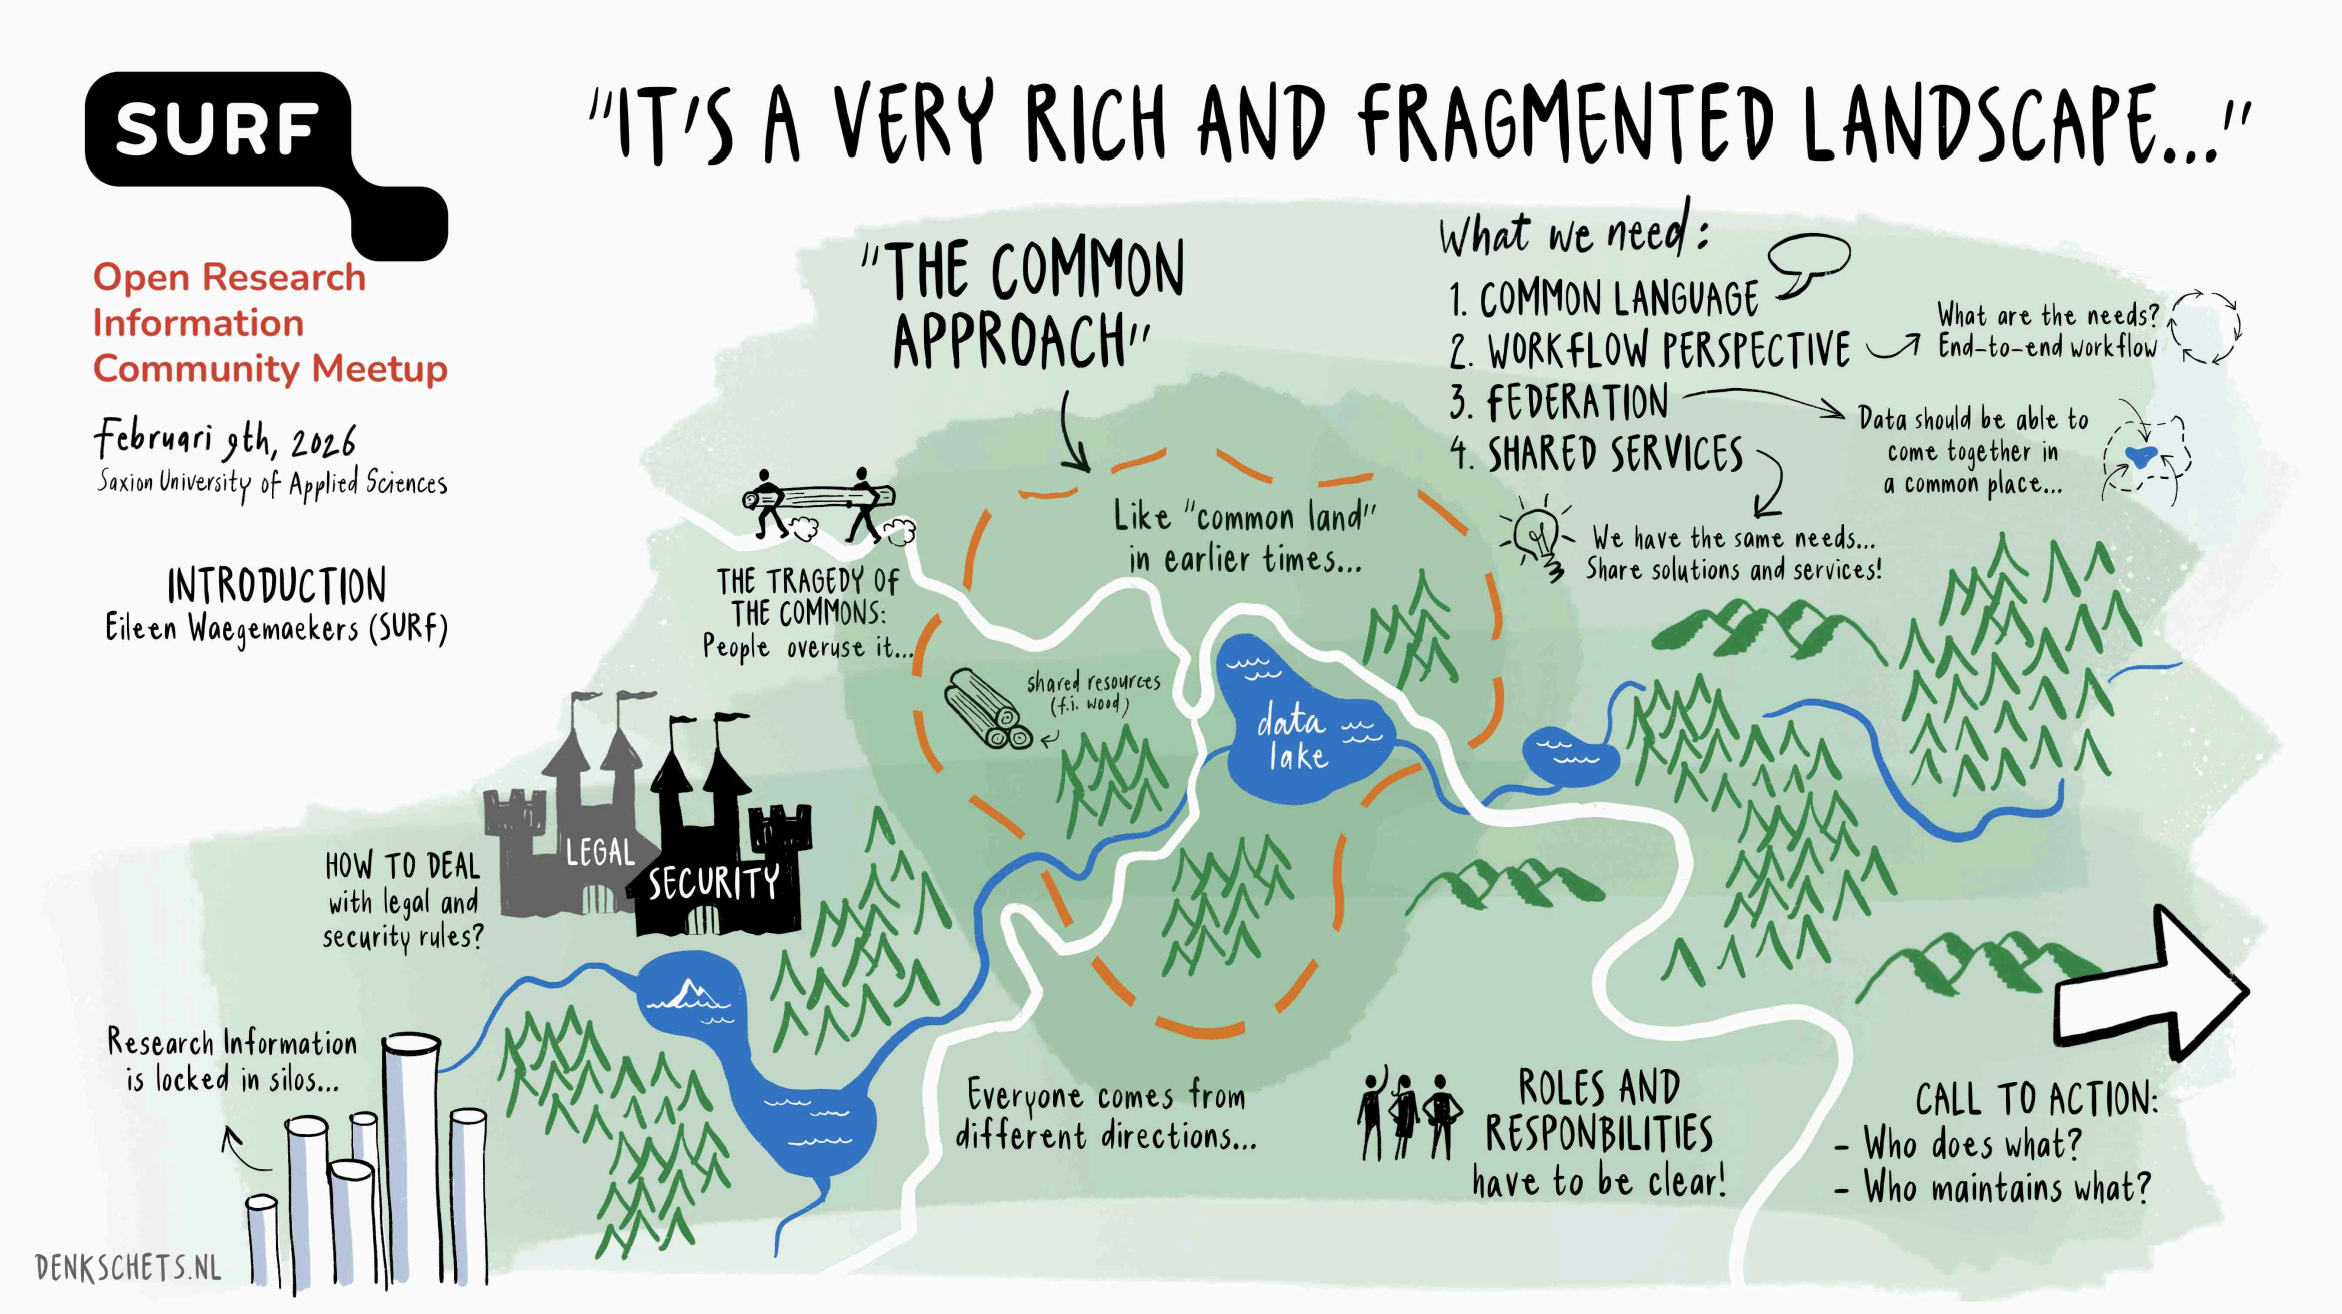 SURF
Open Research
Information
Community Meetup
Februari 9th, 2026
Saxion University of Applied Sciences
INTRODUCTION
Eileen Waegemaekers (SURF)
"IT'S A VERY RICH AND FRAGMENTED LANDSCAPE..."
"THE COMMON
APPROACH"
What we need:
1. COMMON LANGUAGE
2. WORKFLOW PERSPECTIVE
What are the needs?
End-to-end workflow
3. FEDERATION
Data should be able to
come together in
a common place...
4. SHARED SERVICES
We have the same needs...
Share solutions and services!
Like "common land"
in earlier times...
THE TRAGEDY OF
THE COMMONS:
People overuse it...
shared resources
(f.i. wood)
data
lake
LEGAL
SECURITY
HOW TO DEAL
with legal and
security rules?
Research Information
is locked in silos...
Everyone comes from
different directions...
ROLES AND
RESPONBILITIES
have to be clear!
CALL TO ACTION:
- Who does what?
- Who maintains what?
DENKSCHETS.NL